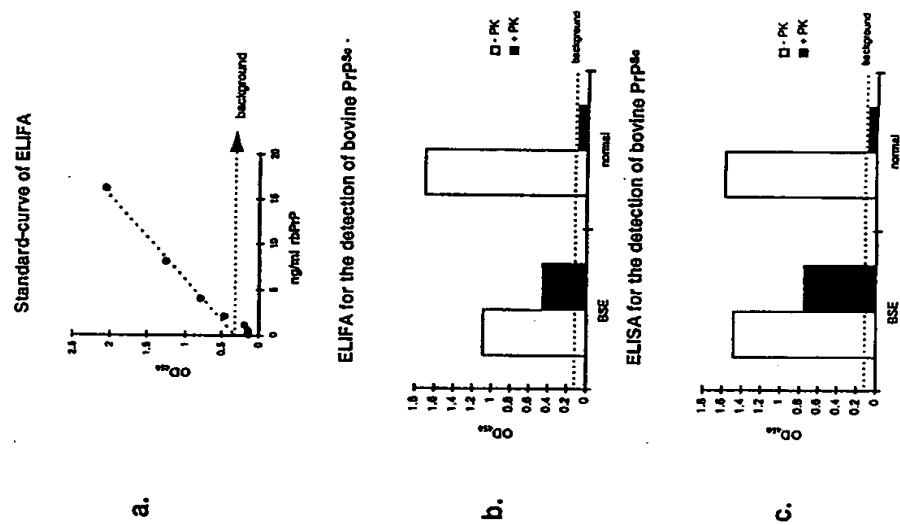 a.
Standard-curve of ELIFA
OD₄₅₀
2.5
2
1.5
1
0.5
0
background
0 5 10 15 20
ng/ml rbPrP
b.
ELIFA for the detection of bovine PrPSc -
OD₄₅₀
1.8
1.6
1.4
1.2
1
0.8
0.6
0.4
0.2
0
- PK
+ PK
background
BSE normal
c.
ELISA for the detection of bovine PrPSc
OD₄₅₀
1.8
1.6
1.4
1.2
1
0.8
0.6
0.4
0.2
0
- PK
+ PK
background
BSE normal